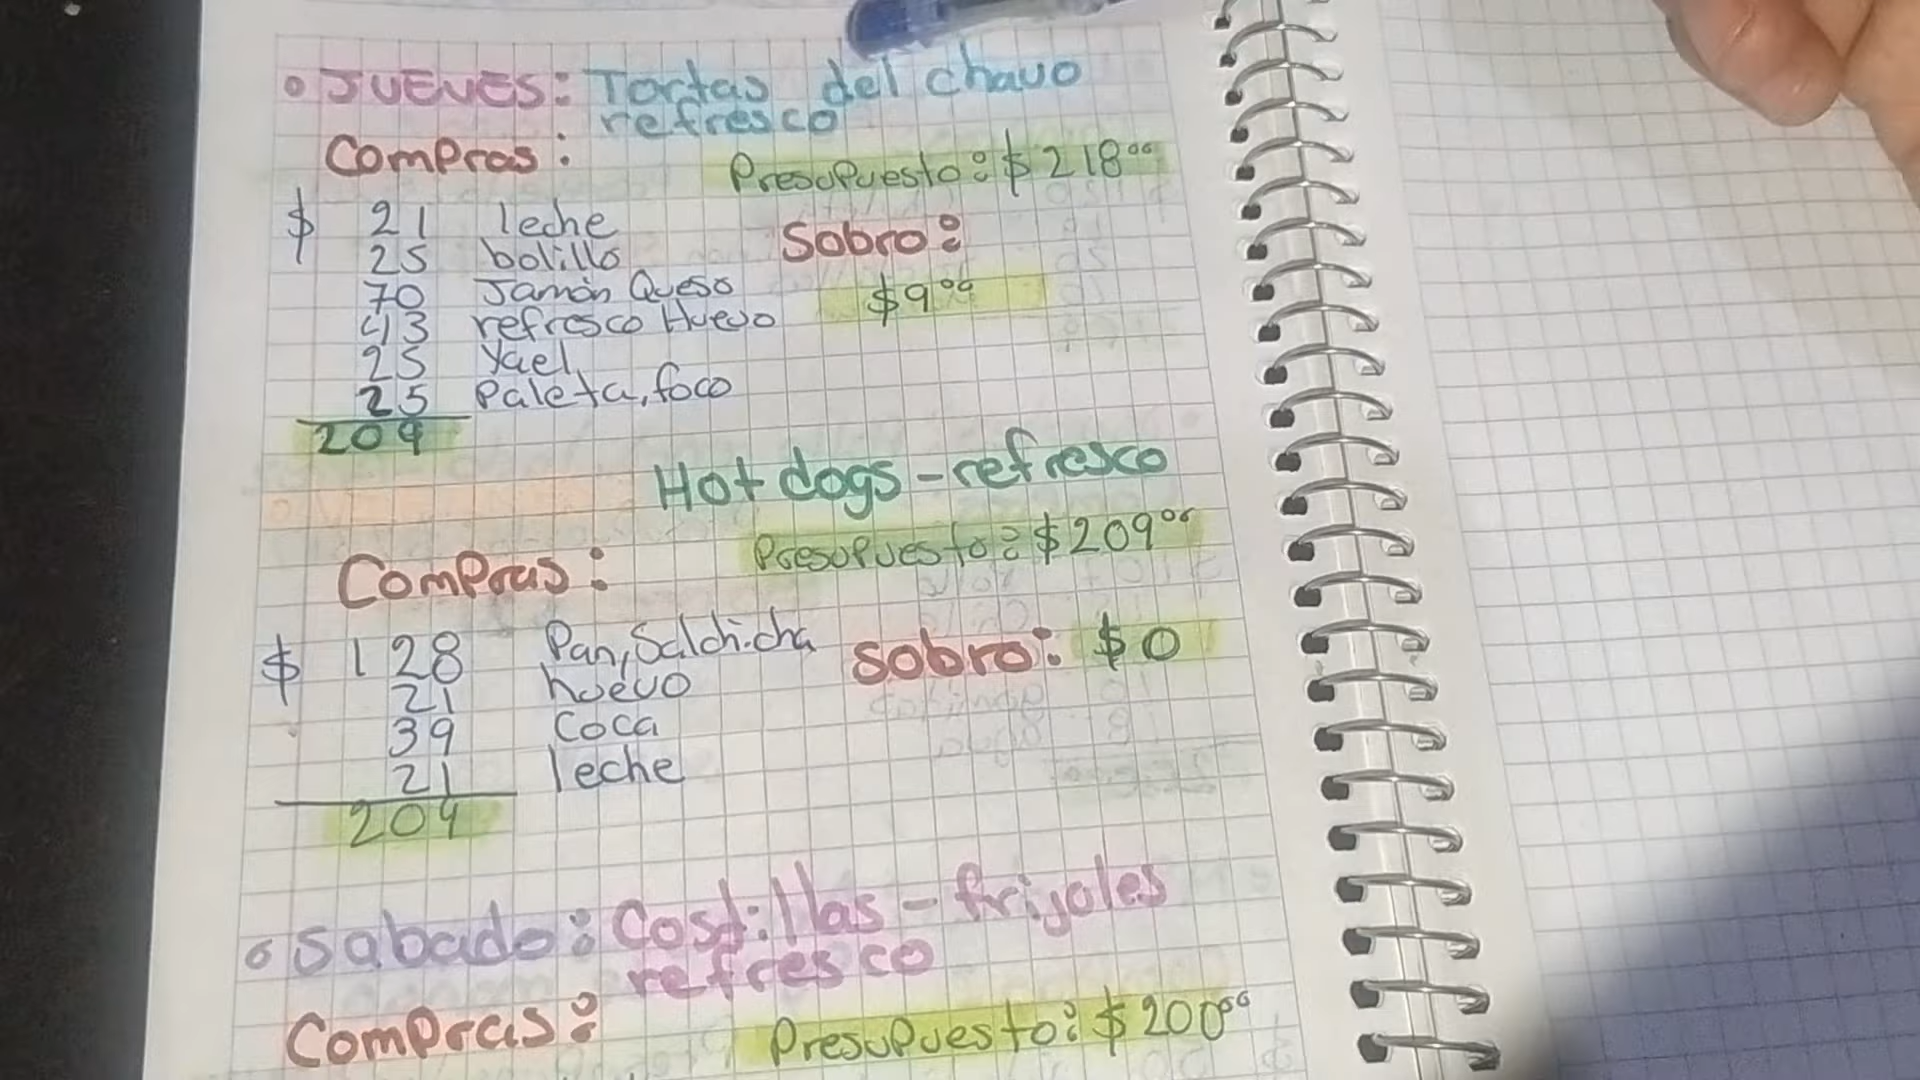 JUEVES: Tortas del chavo
refresco
Compras:
Presupuesto: $ 218⁰⁰
$ 21 leche
Sobro:
25 bolillo
70 Jamón Queso
$9⁰⁰
43 refresco Huevo
25 Yael
25 Paleta, foco
209
Hot dogs - refresco
Presupuesto: $209⁰⁰
Compras:
$ 128 Pan, Salchicha
sobro: $0
21 huevo
39 Coca
21 leche
209
Sabado: Costillas - frijoles
refresco
Compras:
Presupuesto: $200⁰⁰